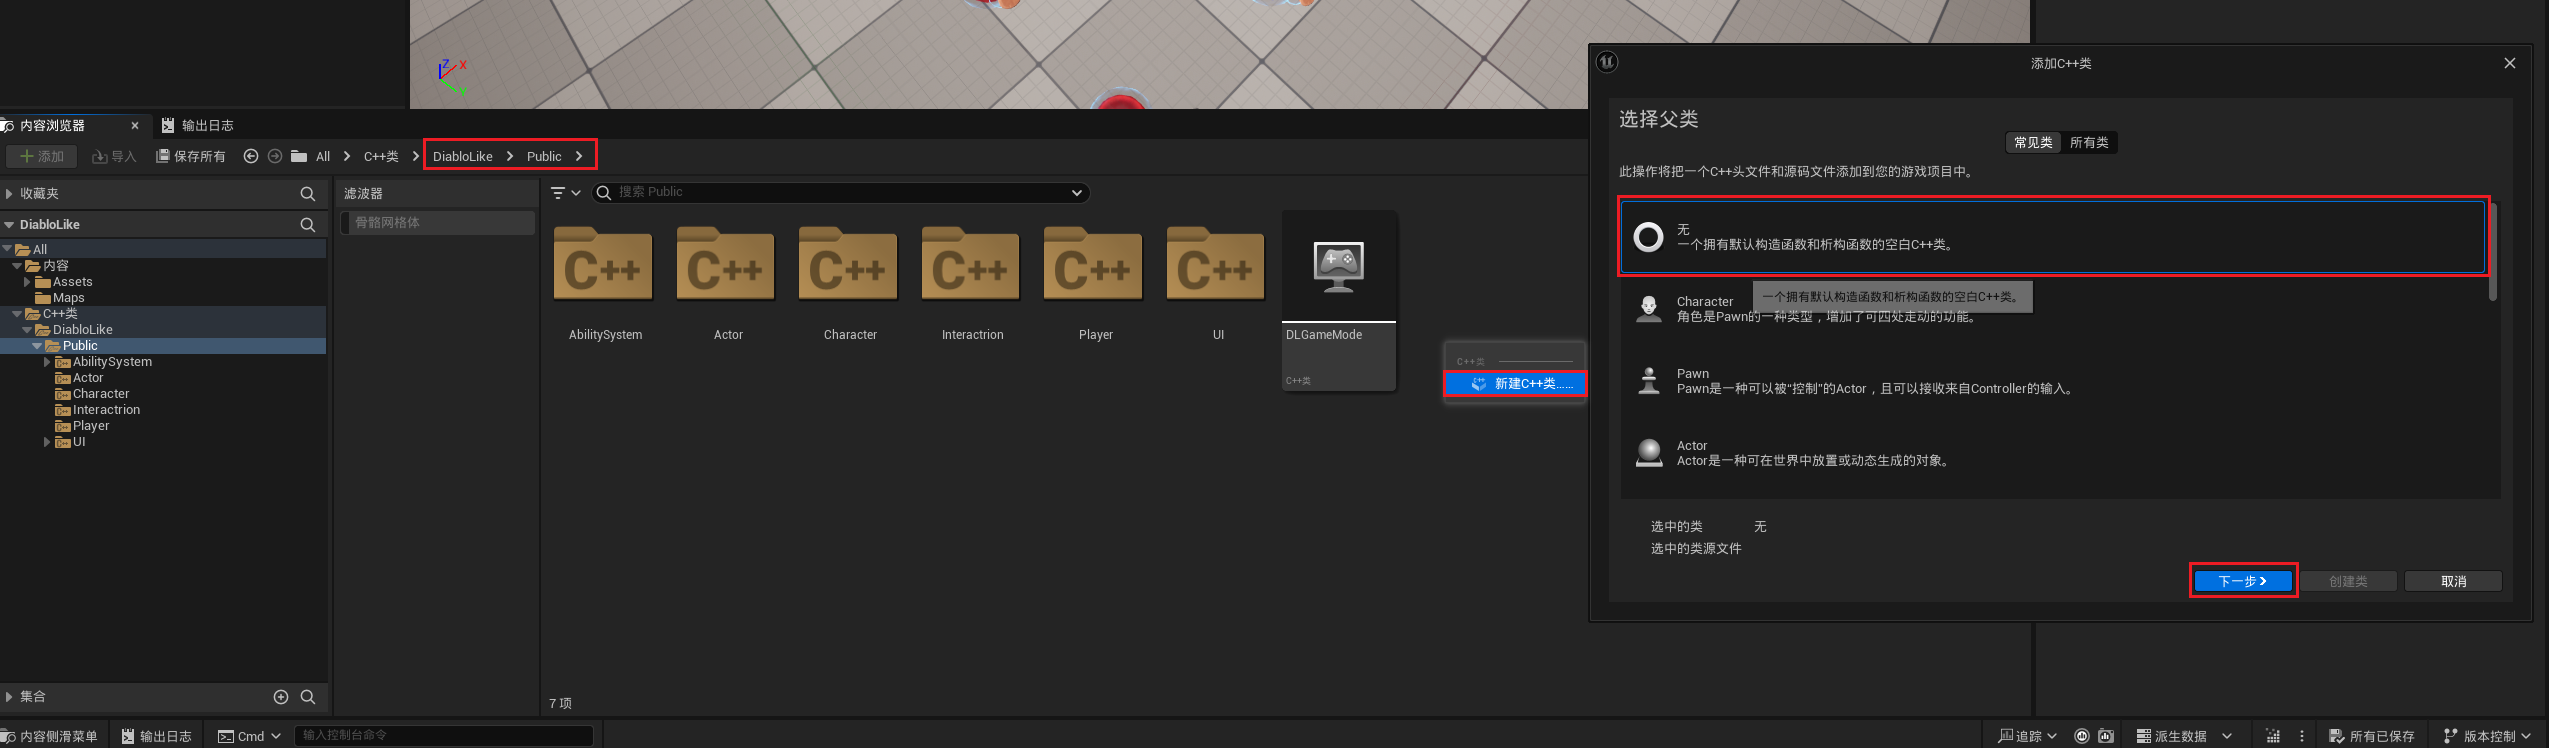 Z X
Y
内容浏览器 输出日志
添加 导入 保存所有 All C++类 DiabloLike Public
收藏夹
DiabloLike
All
内容
Assets
Maps
C++类
DiabloLike
Public
AbilitySystem
Actor
Character
Interactrion
Player
UI
集合
滤波器
骨骼网格体
搜索 Public
C++ C++ C++ C++ C++ C++
AbilitySystem Actor Character Interactrion Player UI DLGameMode
C++类
7 项
C++类
新建C++类......
添加C++类
选择父类
常见类 所有类
此操作将把一个C++头文件和源码文件添加到您的游戏项目中。
无
一个拥有默认构造函数和析构函数的空白C++类。
一个拥有默认构造函数和析构函数的空白C++类。
Character
角色是Pawn的一种类型，增加了可四处走动的功能。
Pawn
Pawn是一种可以被“控制”的Actor，且可以接收来自Controller的输入。
Actor
Actor是一种可在世界中放置或动态生成的对象。
选中的类 无
选中的类源文件
下一步 创建类 取消
内容侧滑菜单 输出日志 Cmd 输入控制台命令 追踪 派生数据 所有已保存 版本控制